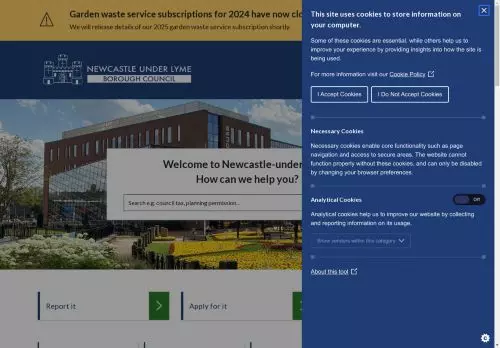 Garden waste service subscriptions for 2024 have now clo
We will release details of our 2025 garden waste service subscription shortly
NEWCASTLE UNDER LYME
BOROUGH COUNCIL
Welcome to Newcastle-under
How can we help you?
Search e.g. council tax, planning permission...
Report it
Apply for it
This site uses cookies to store information on
your computer.
Some of these cookies are essential, while others help us to
improve your experience by providing insights into how the site is
being used.
For more information visit our Cookie Policy
I Accept Cookies
I Do Not Accept Cookies
Necessary Cookies
Necessary cookies enable core functionality such as page
navigation and access to secure areas. The website cannot
function properly without these cookies, and can only be disabled
by changing your browser preferences.
Analytical Cookies
Off
Analytical cookies help us to improve our website by collecting
and reporting information on its usage.
Show vendors within this category
About this tool